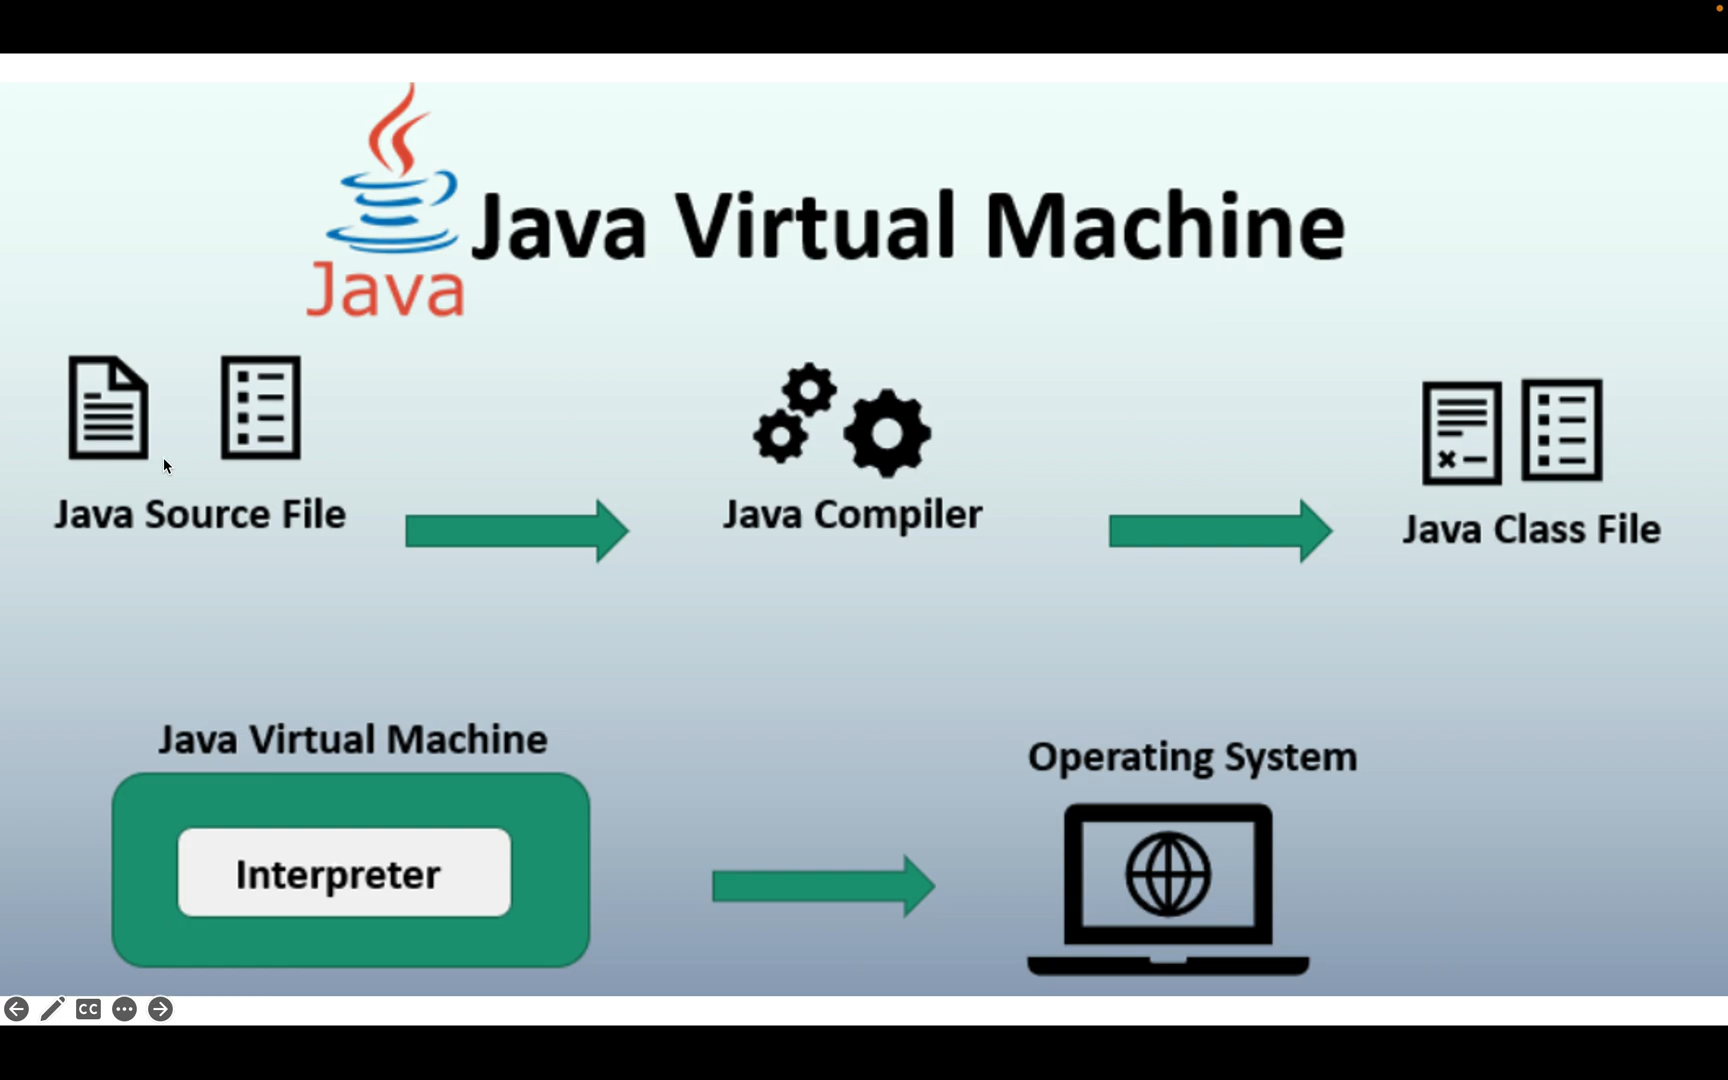 Java Virtual Machine
Java
Java Source File
Java Compiler
Java Class File
Java Virtual Machine
Interpreter
Operating System
CC